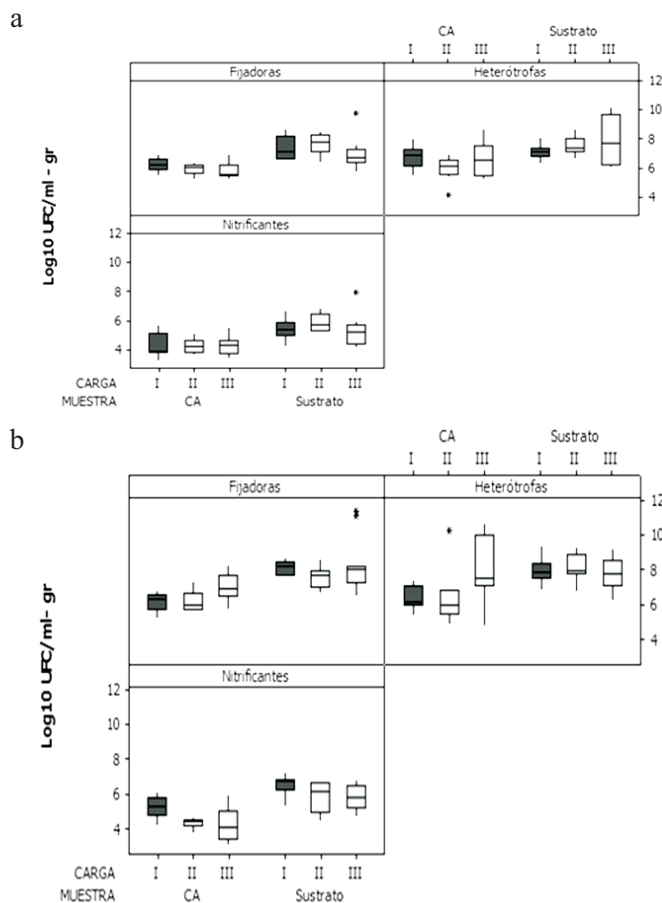 a
CA Sustrato
I II III I II III
Fijadoras Heterótrofas
12
10
8
6
4
Log10 UFC/ml - gr
Nitrificantes
12
10
8
6
4
CARGA I II III I II III
MUESTRA CA Sustrato
b
CA Sustrato
I II III I II III
Fijadoras Heterótrofas
12
10
8
6
4
Log10 UFC/ml- gr
Nitrificantes
12
10
8
6
4
CARGA I II III I II III
MUESTRA CA Sustrato